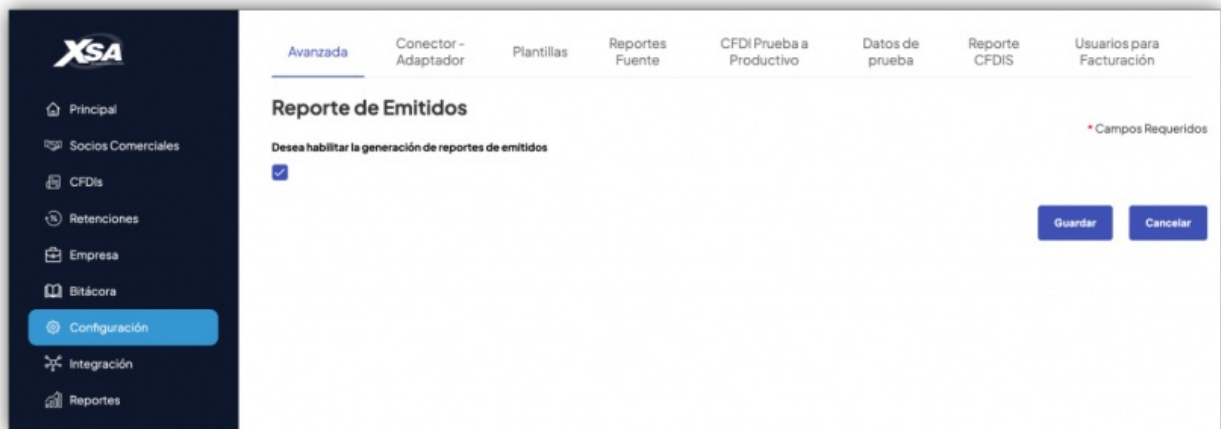 XSA
Principal
Socios Comerciales
CFDIs
Retenciones
Empresa
Bitácora
Configuración
Integración
Reportes
Avanzada
Conector -
Adaptador
Plantillas
Reportes
Fuente
CFDI Prueba a
Productivo
Datos de
prueba
Reporte
CFDIS
Usuarios para
Facturación
Reporte de Emitidos
* Campos Requeridos
Desea habilitar la generación de reportes de emitidos
Guardar
Cancelar